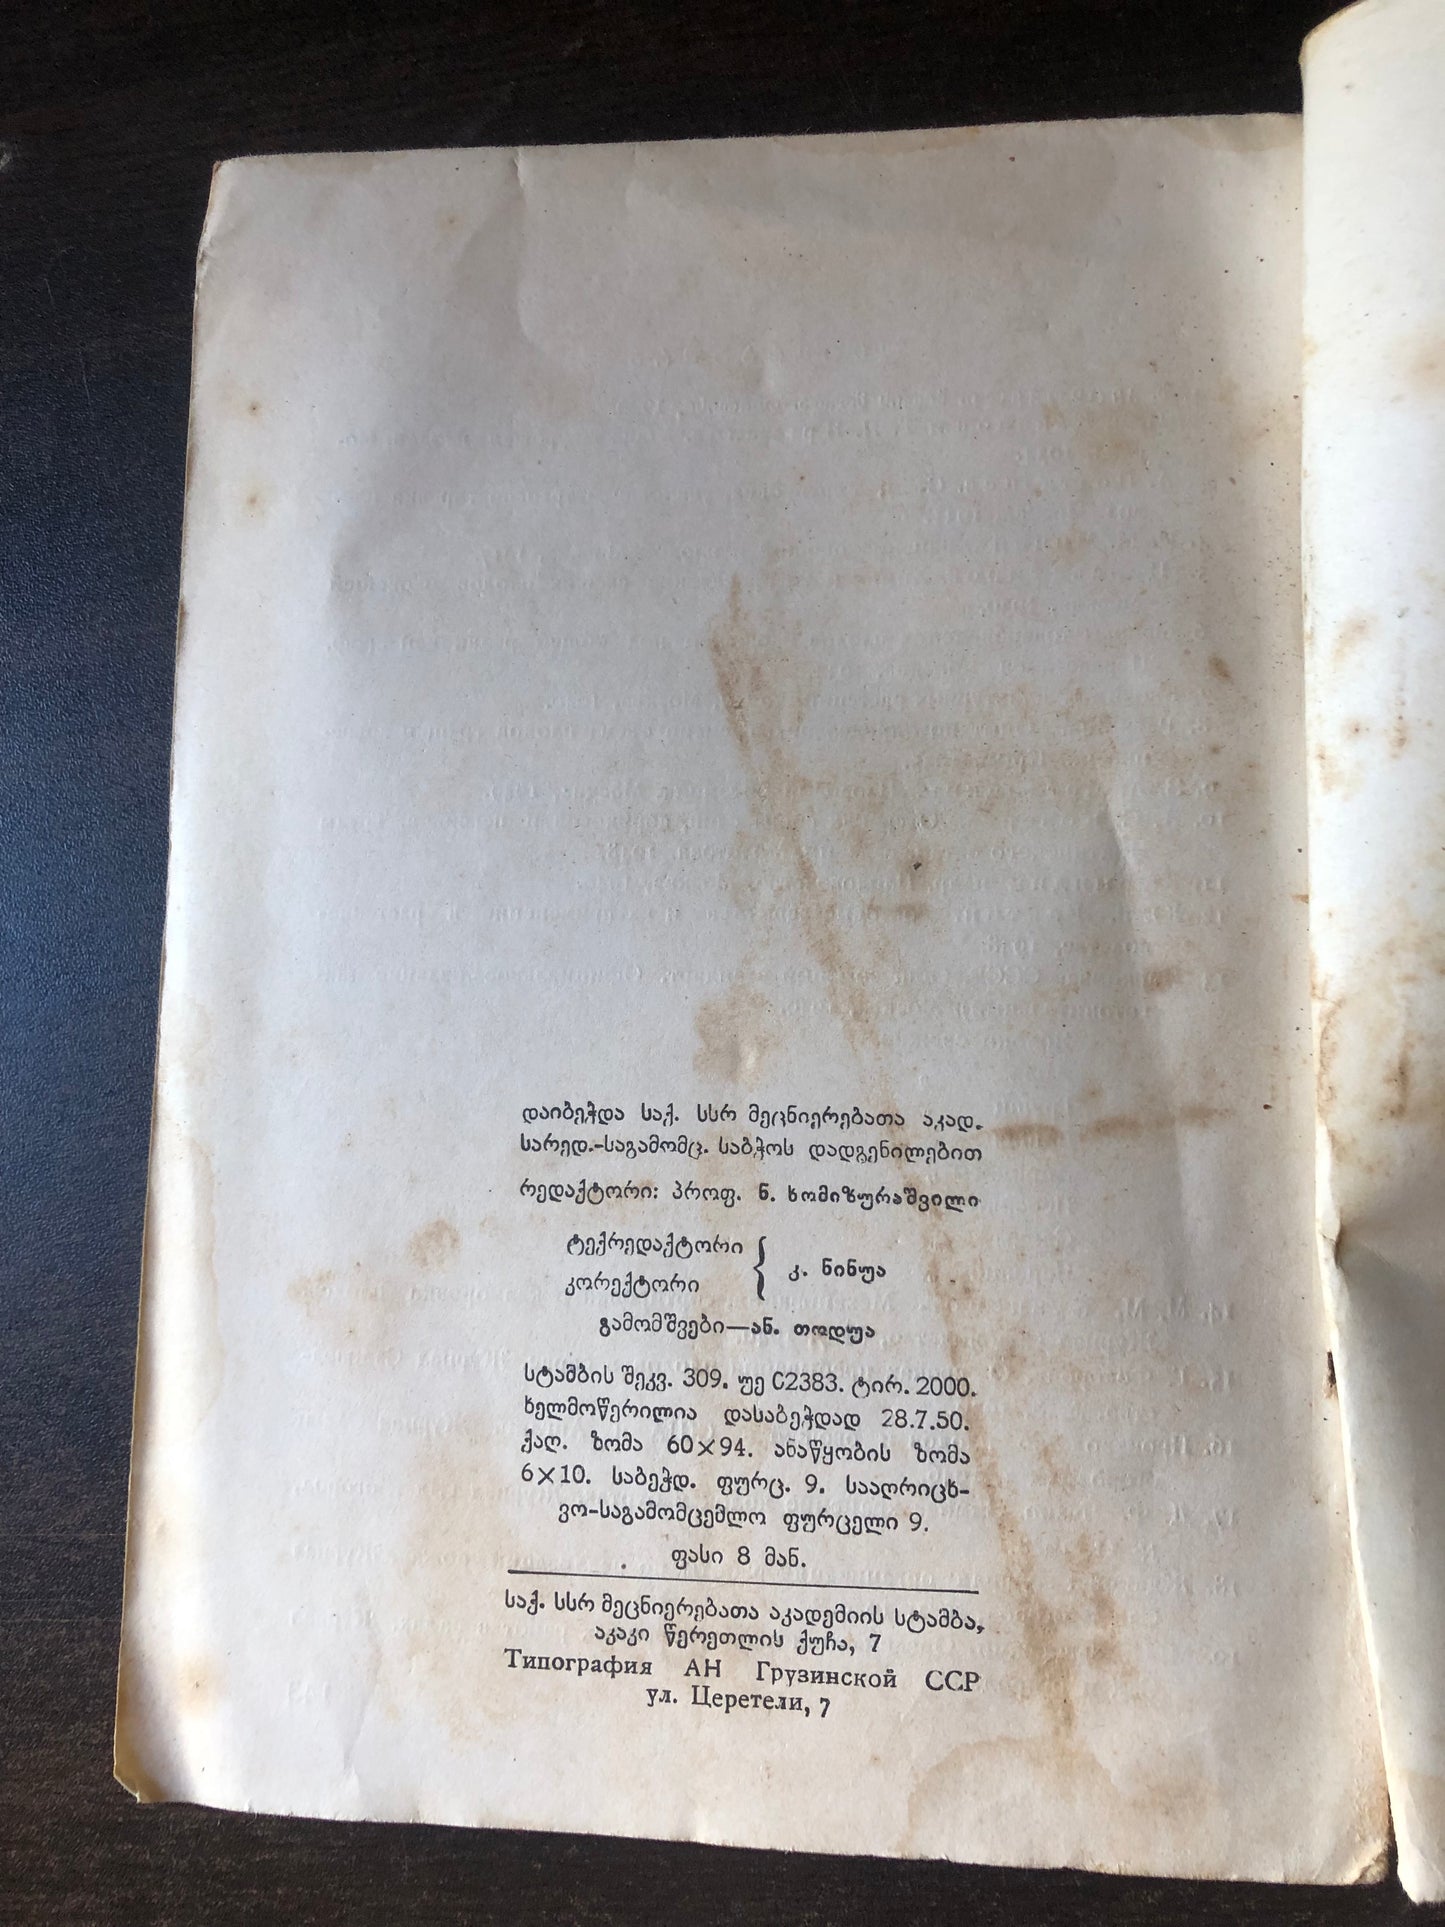 დაიბეჭდა საქ. სსრ მეცნიერებათა აკად.
სარედ.-საგამომც. საბჭოს დადგენილებით
რედაქტორი: პროფ. ნ. ხომიზურაშვილი
ტექრედაქტორი
კორექტორი
{ კ. ნინუა
გამომშვები—ან. თოდუა
სტამბის შეკვ. 309. უე C2383. ტირ. 2000.
ხელმოწერილია დასაბეჭდად 28.7.50.
ქაღ. ზომა 60×94. ანაწყობის ზომა
6×10. საბეჭდ. ფურც. 9. სააღრიცხ-
ვო-საგამომცემლო ფურცელი 9.
ფასი 8 მან.
საქ. სსრ მეცნიერებათა აკადემიის სტამბა,
აკაკი წერეთლის ქუჩა, 7
Типография АН Грузинской ССР
ул. Церетели, 7